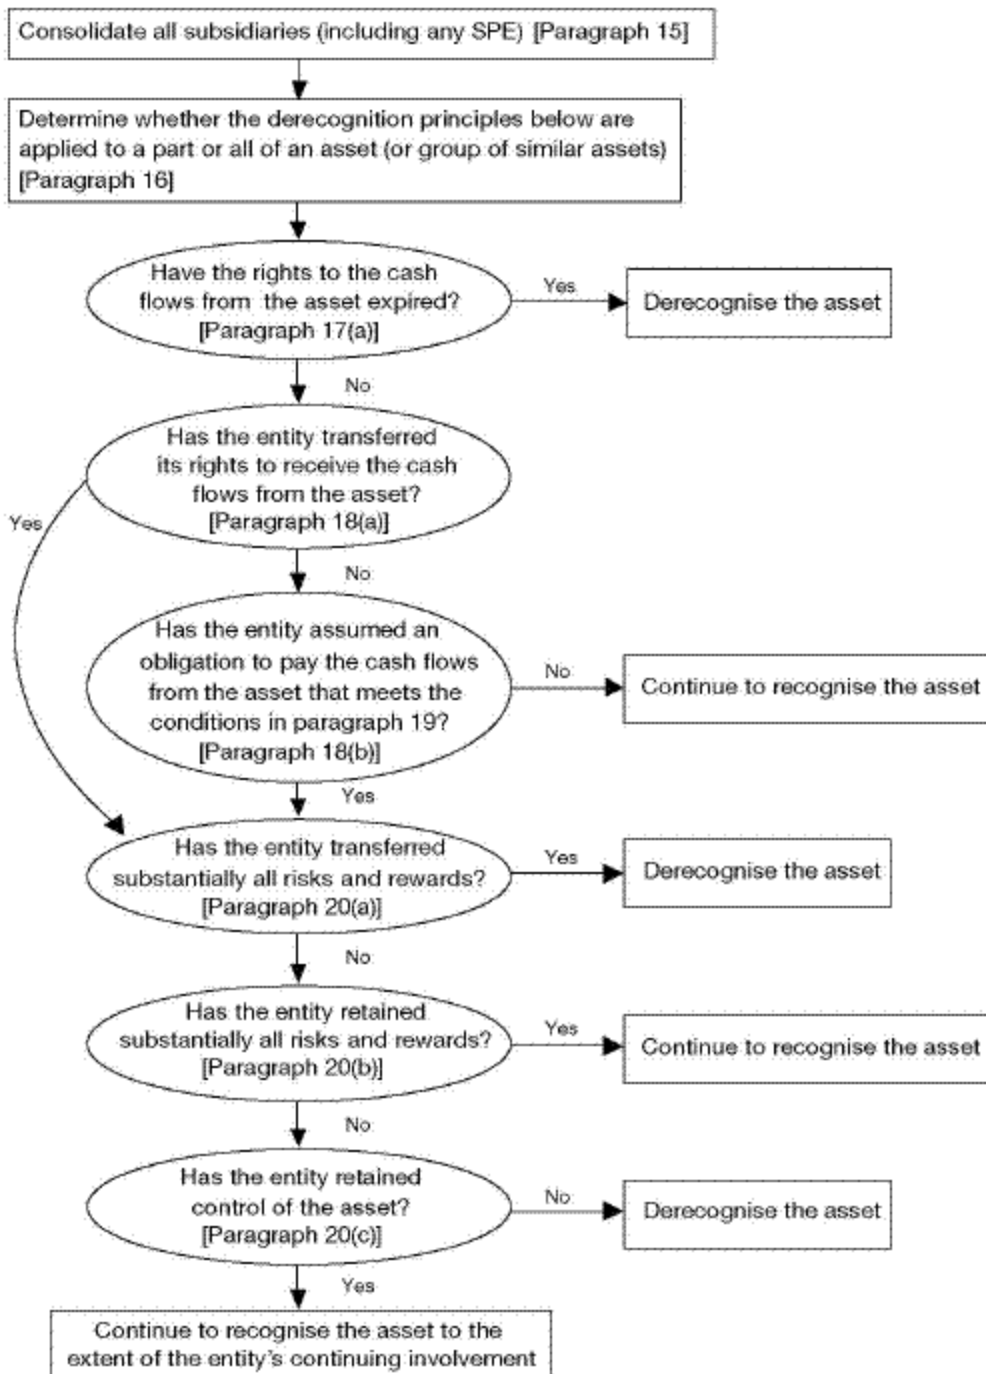 Consolidate all subsidiaries (including any SPE) [Paragraph 15]
Determine whether the derecognition principles below are
applied to a part or all of an asset (or group of similar assets)
[Paragraph 16]
Have the rights to the cash
flows from the asset expired?
[Paragraph 17(a)]
Yes
Derecognise the asset
No
Has the entity transferred
its rights to receive the cash
flows from the asset?
[Paragraph 18(a)]
Yes
No
Has the entity assumed an
obligation to pay the cash flows
from the asset that meets the
conditions in paragraph 19?
[Paragraph 18(b)]
No
Continue to recognise the asset
Yes
Has the entity transferred
substantially all risks and rewards?
[Paragraph 20(a)]
Yes
Derecognise the asset
No
Has the entity retained
substantially all risks and rewards?
[Paragraph 20(b)]
Yes
Continue to recognise the asset
No
Has the entity retained
control of the asset?
[Paragraph 20(c)]
No
Derecognise the asset
Yes
Continue to recognise the asset to the
extent of the entity's continuing involvement